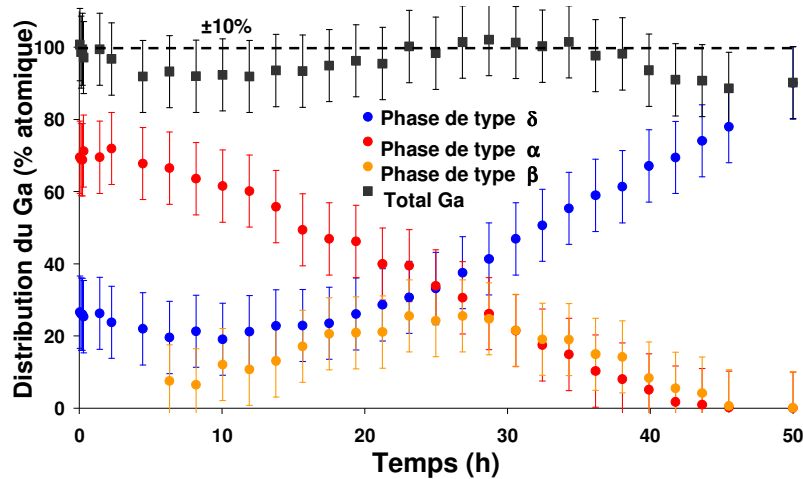 ±10%
100
80
60
40
20
0
Distribution du Ga (% atomique)
Phase de type δ
Phase de type α
Phase de type β
Total Ga
0 10 20 30 40 50
Temps (h)